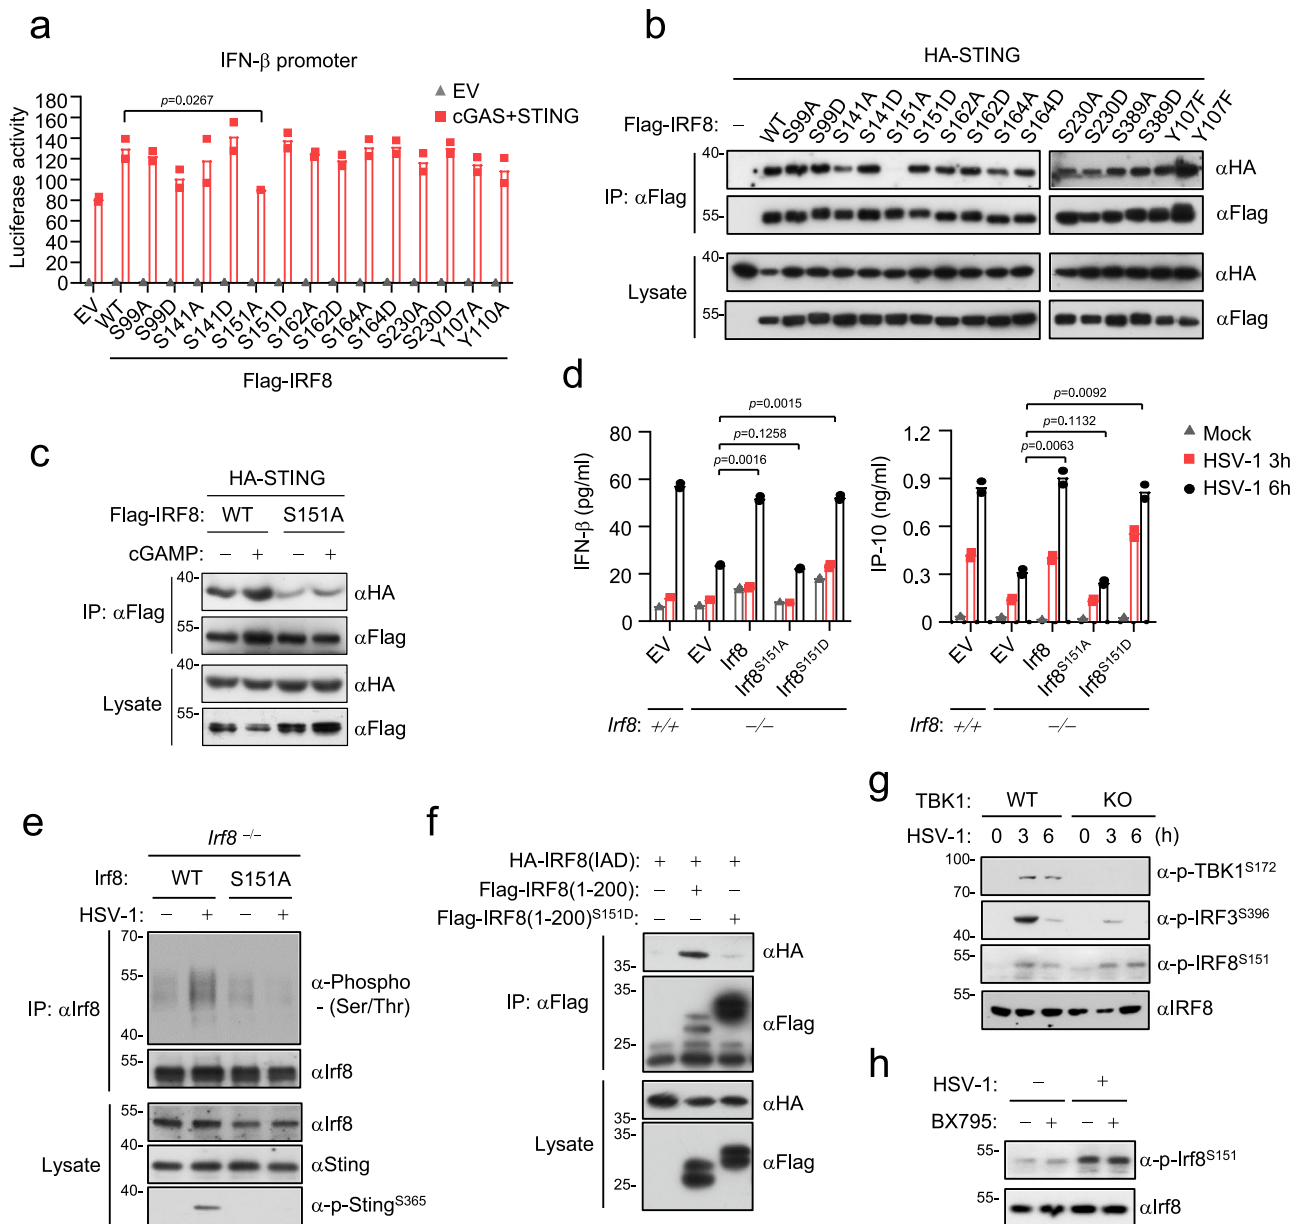 a
IFN-β promoter
p=0.0267
EV
cGAS+STING
Luciferase activity
180
160
140
120
100
80
60
40
20
0
EV WT S99A S99D S141A S141D S151A S151D S162A S162D S164A S164D S230A S230D Y107A Y110A
Flag-IRF8
b
HA-STING
Flag-IRF8: – WT S99A S99D S141A S141D S151A S151D S162A S162D S164A S164D S230A S230D S389A S389D Y107F Y107F
40-
αHA
IP: αFlag
55-
αFlag
40-
αHA
Lysate
55-
αFlag
c
HA-STING
Flag-IRF8: WT S151A
cGAMP: – + – +
40-
αHA
IP: αFlag
55-
αFlag
40-
αHA
Lysate
55-
αFlag
d
p=0.0015
p=0.1258
p=0.0016
IFN-β (pg/ml)
80
60
40
20
0
EV EV Irf8 Irf8S151A Irf8S151D
Irf8: +/+ –/–
p=0.0092
p=0.1132
p=0.0063
IP-10 (ng/ml)
1.2
0.9
0.6
0.3
0
EV EV Irf8 Irf8S151A Irf8S151D
Irf8: +/+ –/–
Mock
HSV-1 3h
HSV-1 6h
e
Irf8 –/–
Irf8: WT S151A
HSV-1: – + – +
70-
55-
α-Phospho
- (Ser/Thr)
IP: αIrf8
40-
55-
αIrf8
55-
αIrf8
40-
Lysate
αSting
40-
α-p-StingS365
f
HA-IRF8(IAD): + + +
Flag-IRF8(1-200): – + –
Flag-IRF8(1-200)S151D: – – +
αHA
35-
35-
IP: αFlag
αFlag
25-
αHA
35-
35-
Lysate
αFlag
25-
g
TBK1: WT KO
HSV-1: 0 3 6 0 3 6 (h)
100-
α-p-TBK1S172
70-
55-
α-p-IRF3S396
40-
55-
α-p-IRF8S151
55-
αIRF8
h
HSV-1: – +
BX795: – + – +
55-
α-p-Irf8S151
55-
αIrf8